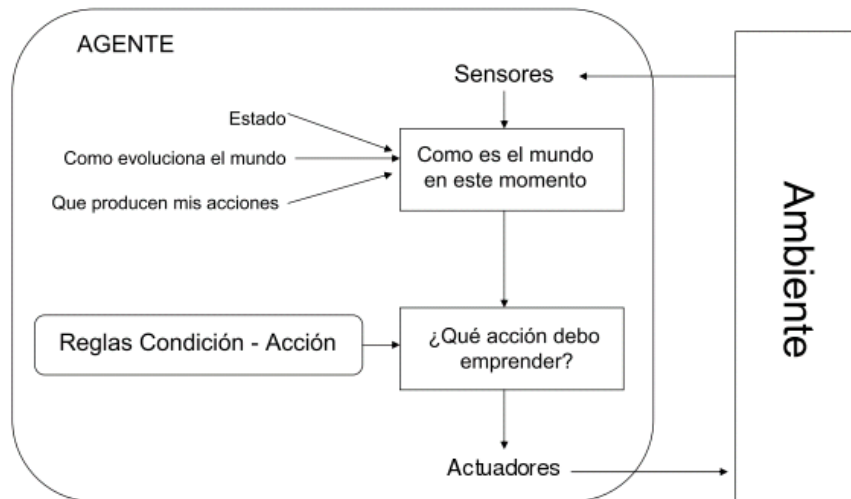 AGENTE
Sensores
Estado
Como evoluciona el mundo
Que producen mis acciones
Como es el mundo
en este momento
Reglas Condición - Acción
¿Qué acción debo
emprender?
Actuadores
Ambiente